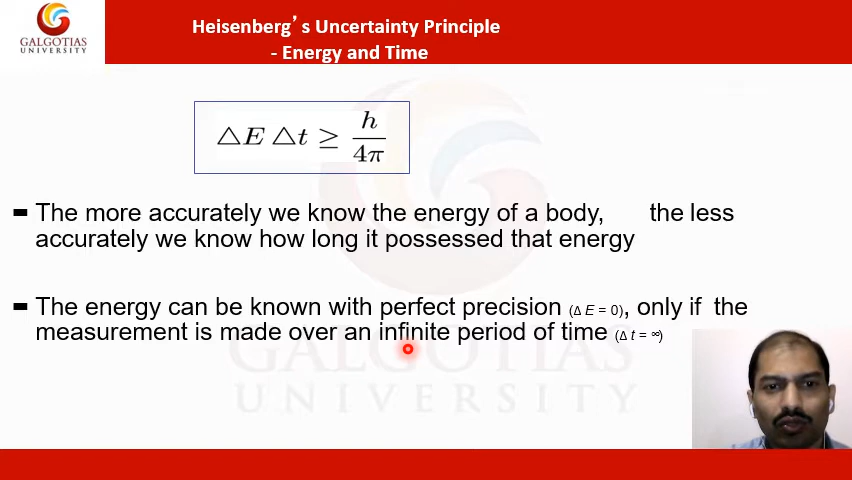 GALGOTIAS
UNIVERSITY
Heisenberg’s Uncertainty Principle
- Energy and Time
△E △t ≥ h/4π
The more accurately we know the energy of a body, the less
accurately we know how long it possessed that energy
The energy can be known with perfect precision (Δ E = 0), only if the
measurement is made over an infinite period of time (Δ t = ∞)
GALGOTIAS
UNIVERSITY